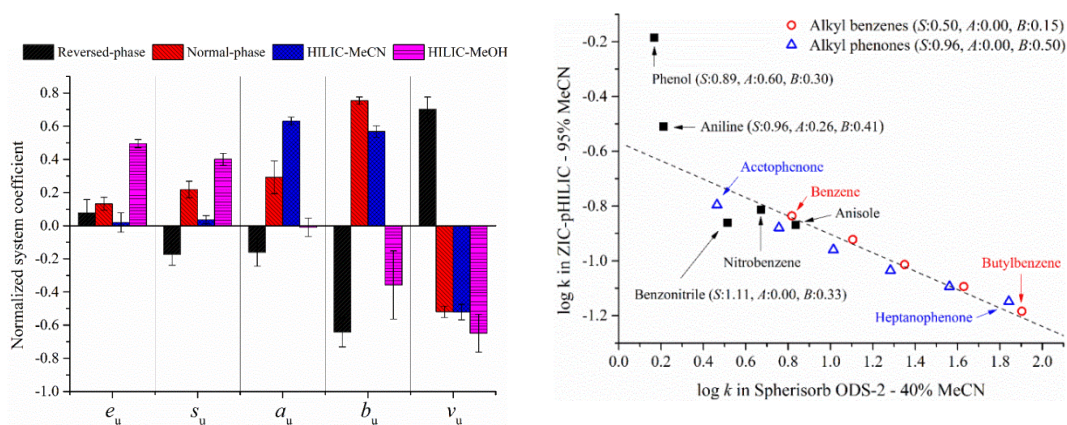 Reversed-phase Normal-phase HILIC-MeCN HILIC-MeOH
Normalized system coefficient
0.8
0.6
0.4
0.2
0.0
-0.2
-0.4
-0.6
-0.8
-1.0
eu su au bu vu
Alkyl benzenes (S:0.50, A:0.00, B:0.15)
Alkyl phenones (S:0.96, A:0.00, B:0.50)
log k in ZIC-pHILIC - 95% MeCN
-0.2
-0.4
-0.6
-0.8
-1.0
-1.2
Phenol (S:0.89, A:0.60, B:0.30)
Aniline (S:0.96, A:0.26, B:0.41)
Acetophenone
Benzene
Anisole
Nitrobenzene
Benzonitrile (S:1.11, A:0.00, B:0.33)
Butylbenzene
Heptanophenone
0.0 0.2 0.4 0.6 0.8 1.0 1.2 1.4 1.6 1.8 2.0
log k in Spherisorb ODS-2 - 40% MeCN